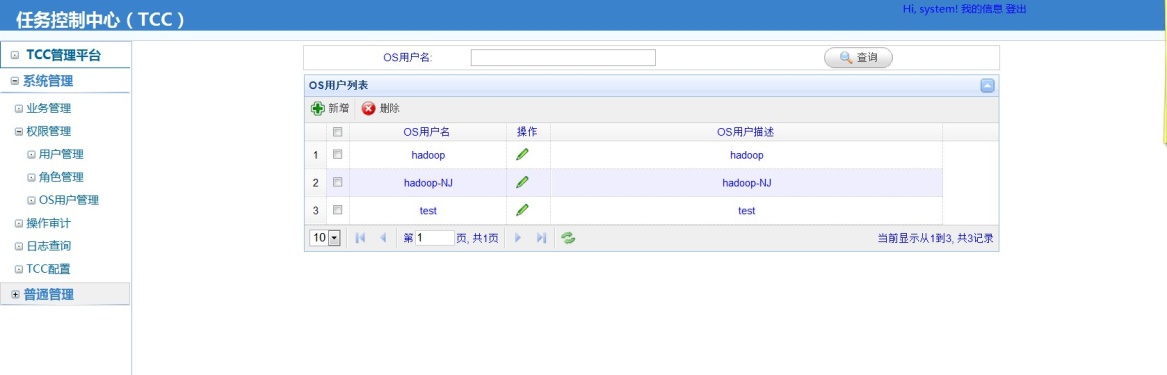 任务控制中心（TCC）
Hi, system! 我的信息 登出
TCC管理平台
系统管理
业务管理
权限管理
用户管理
角色管理
OS用户管理
操作审计
日志查询
TCC配置
普通管理
OS用户名:
查询
OS用户列表
新增 删除
OS用户名 操作 OS用户描述
1 hadoop hadoop
2 hadoop-NJ hadoop-NJ
3 test test
10 第 1 页, 共1页 当前显示从1到3, 共3记录